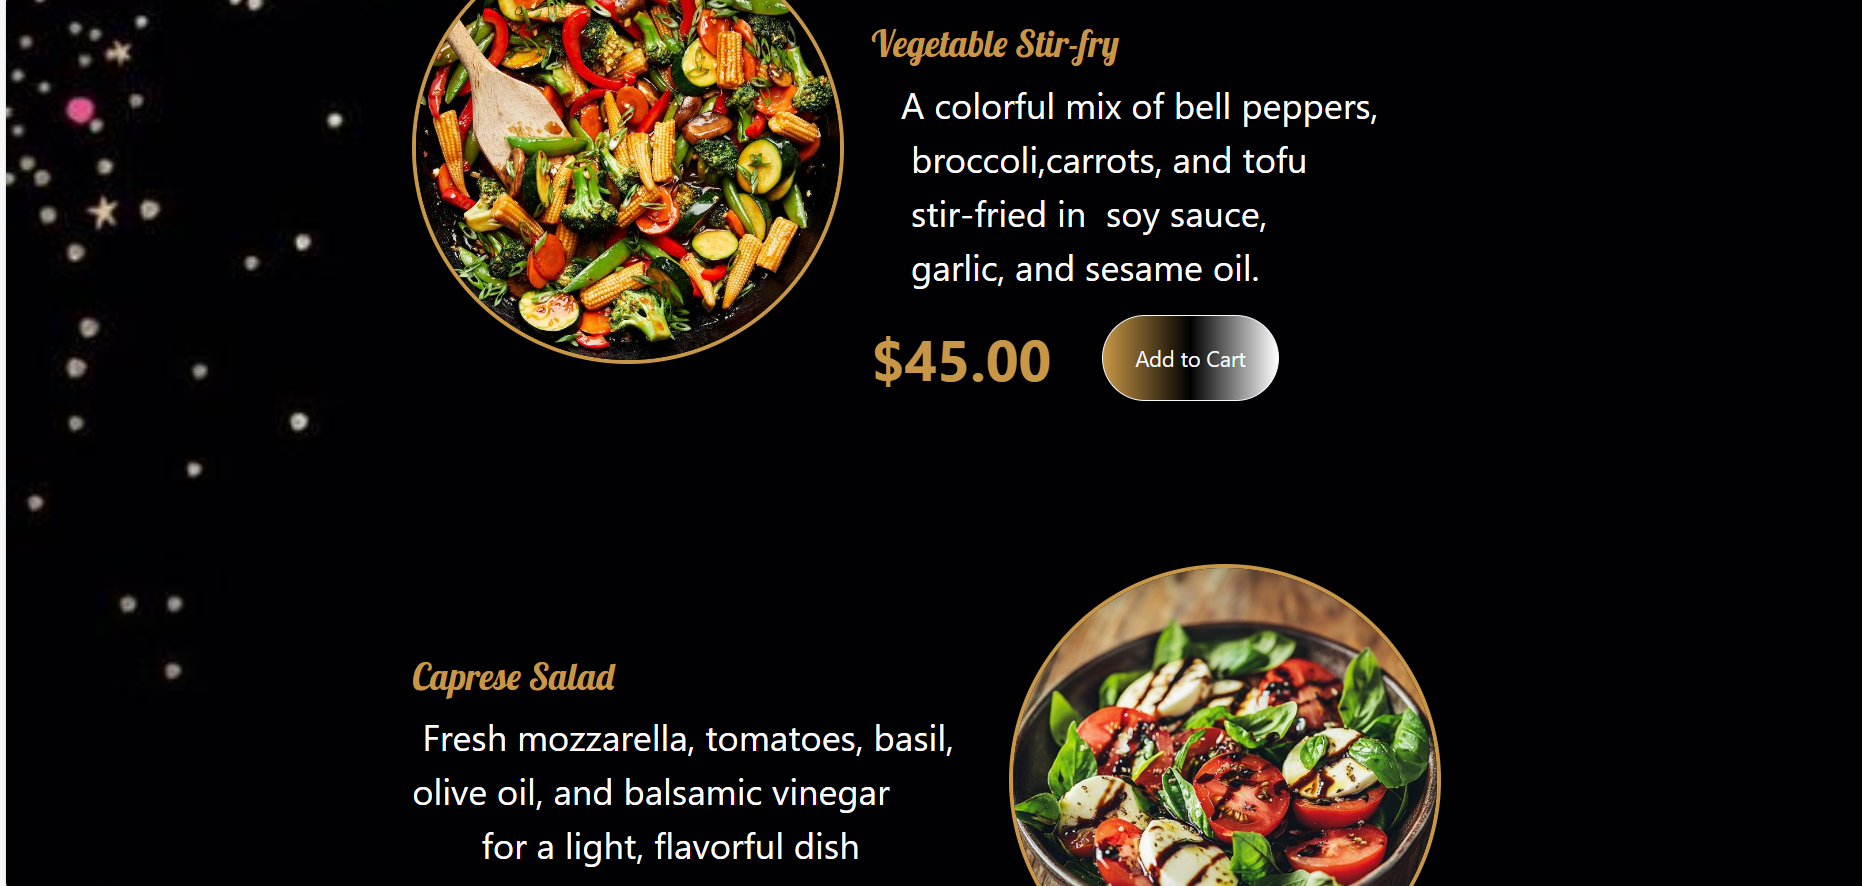 Vegetable Stir-fry
A colorful mix of bell peppers,
broccoli,carrots, and tofu
stir-fried in  soy sauce,
garlic, and sesame oil.
$45.00
Add to Cart
Caprese Salad
Fresh mozzarella, tomatoes, basil,
olive oil, and balsamic vinegar
for a light, flavorful dish